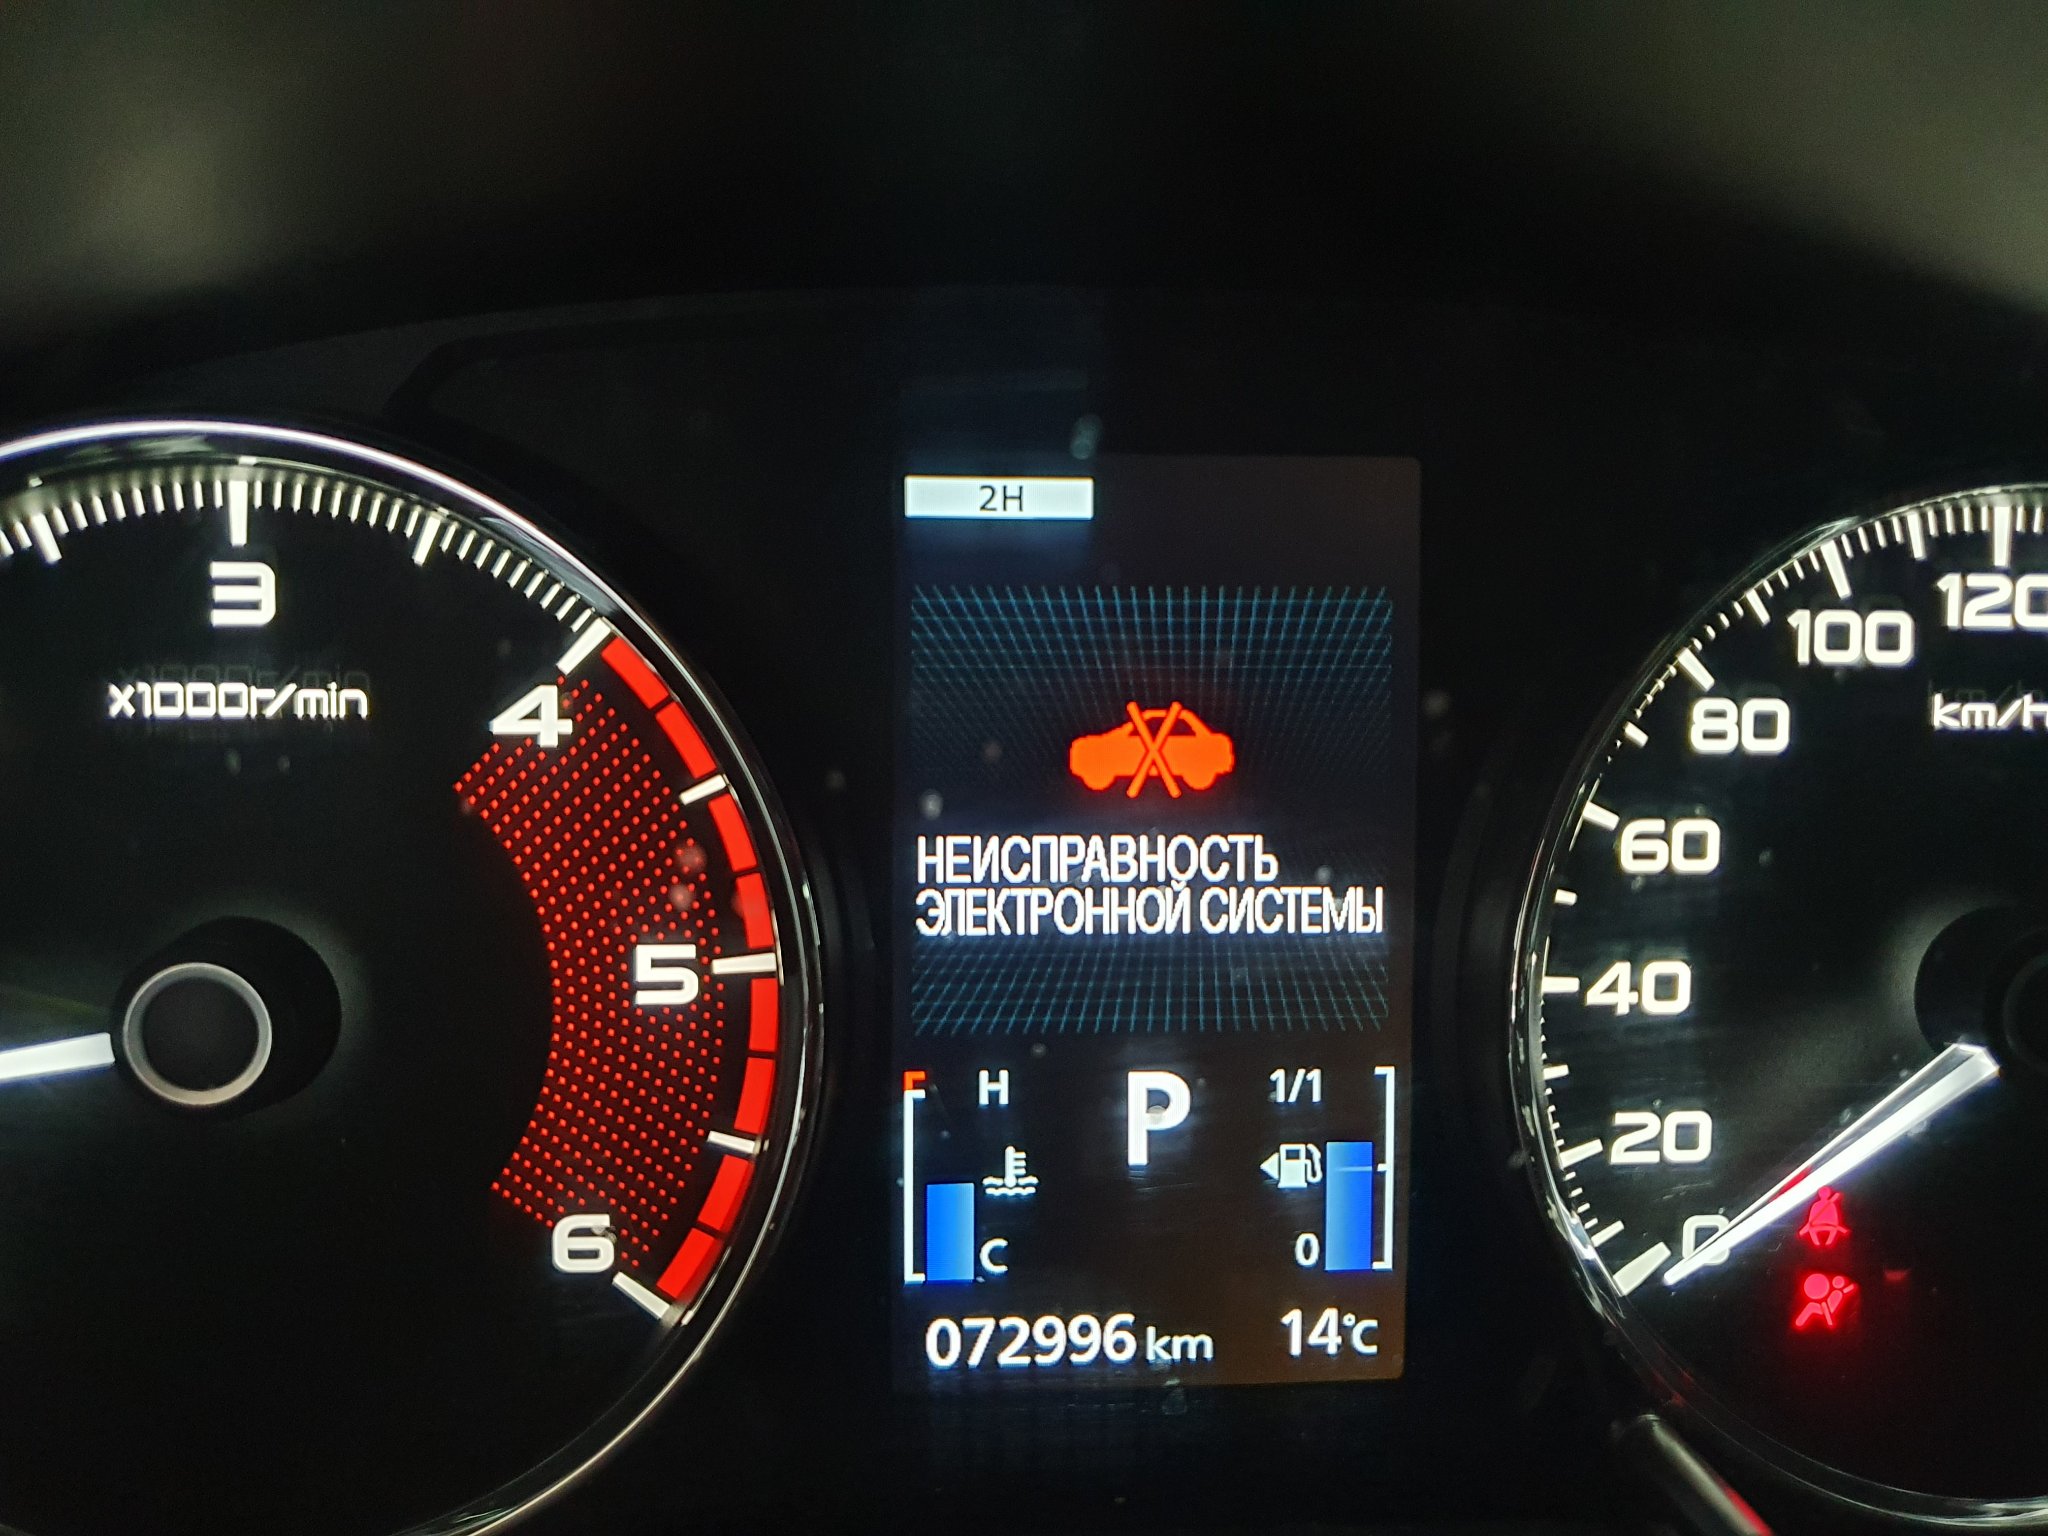 2H
3
x1000r/min
4
5
6
НЕИСПРАВНОСТЬ
ЭЛЕКТРОННОЙ СИСТЕМЫ
H
P
1/1
C
0
072996 km
14°C
120
100
km/h
80
60
40
20
0